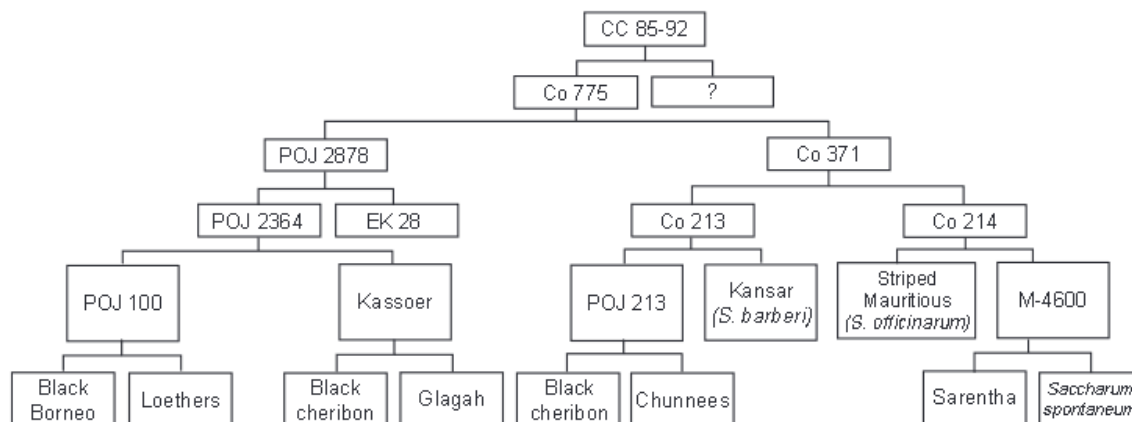 CC 85-92
Co 775
?
POJ 2878
Co 371
POJ 2364
EK 28
Co 213
Co 214
POJ 100
Kassoer
POJ 213
Kansar
(S. barberi)
Striped
Mauritious
(S. officinarum)
M-4600
Black
Borneo
Loethers
Black
cheribon
Glagah
Black
cheribon
Chunnees
Sarentha
Saccharum
spontaneum